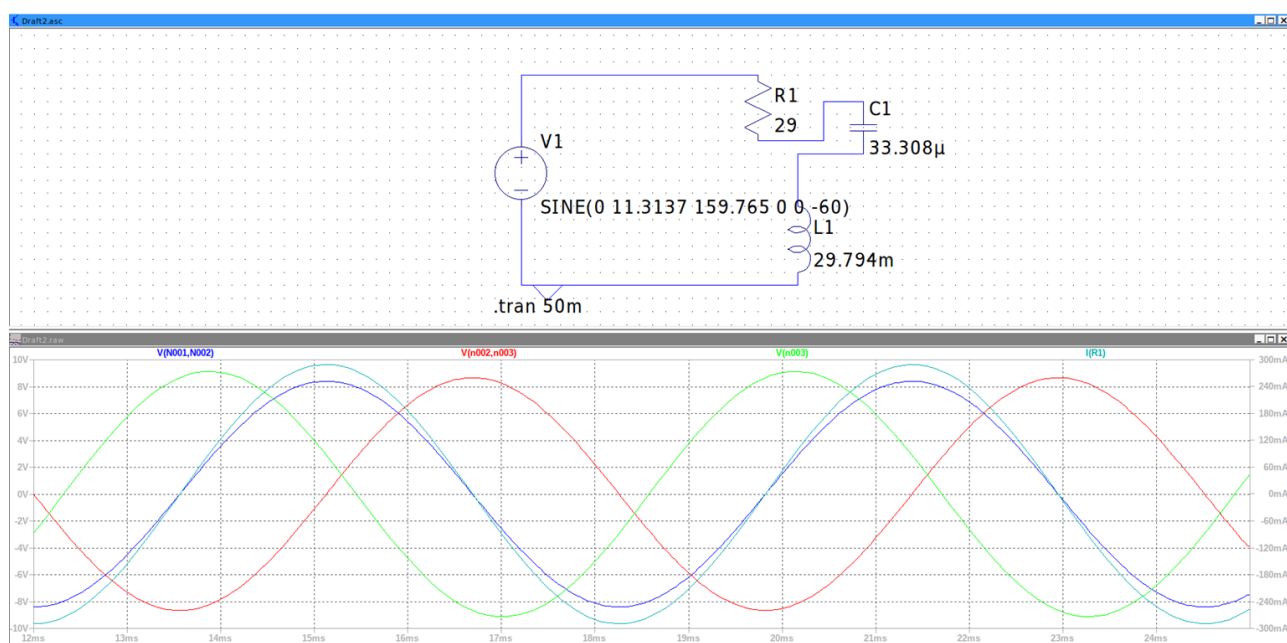 Draft2.asc
R1
29
C1
33.308µ
V1
SINE(0 11.3137 159.765 0 0 -60)
L1
29.794m
.tran 50m
Draft2.raw
V(N001,N002) V(n002,n003) V(n003) I(R1)
10V 300mA
8V 240mA
6V 180mA
4V 120mA
2V 60mA
0V 0mA
-2V -60mA
-4V -120mA
-6V -180mA
-8V -240mA
-10V -300mA
12ms 13ms 14ms 15ms 16ms 17ms 18ms 19ms 20ms 21ms 22ms 23ms 24ms